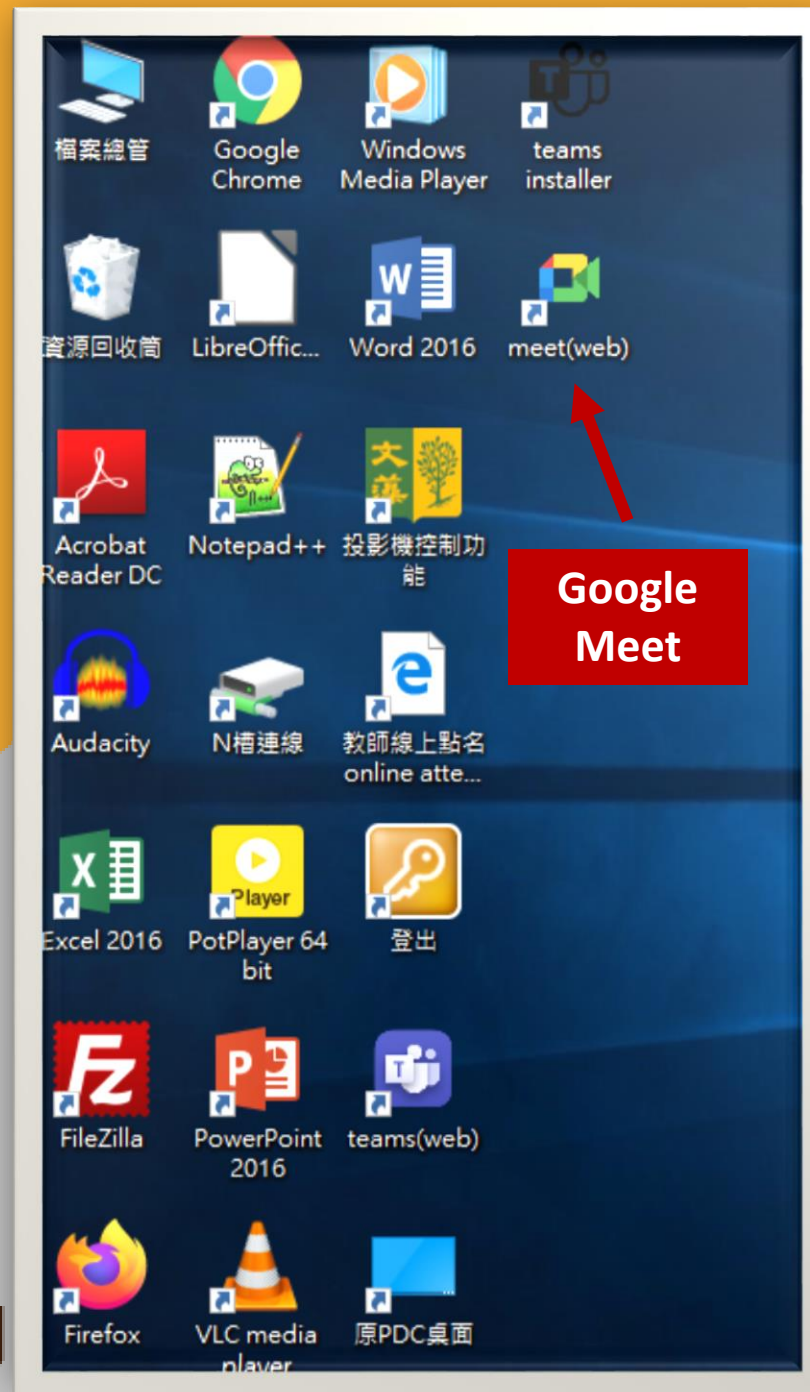 檔案總管
Google
Chrome
Windows
Media Player
teams
installer
資源回收筒
LibreOffic...
W
Word 2016
meet(web)
Acrobat
Reader DC
Notepad++
文
藻
投影機控制功
能
Audacity
N槽連線
教師線上點名
online atte...
Google
Meet
X
Excel 2016
Player
PotPlayer 64
bit
登出
Fz
FileZilla
P
PowerPoint
2016
T
teams(web)
Firefox
VLC media
player
原PDC桌面